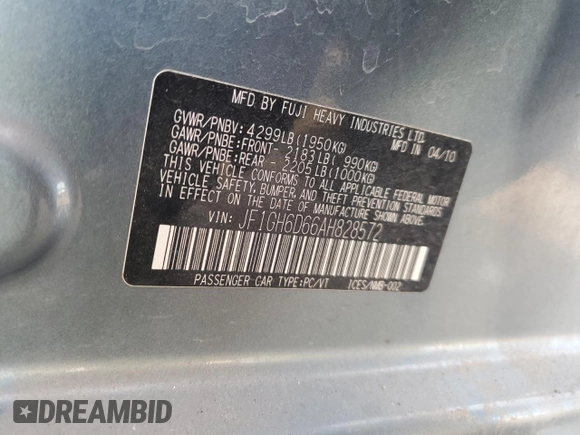 MFD BY FUJI HEAVY INDUSTRIES LTD.
GVWR/PNBV: 4299LB(1950KG) MFD IN 04/10
GAWR/PNBE:FRONT- 2183LB( 990KG)
GAWR/PNBE:REAR - 2205LB(1000KG)
THIS VEHICLE CONFORMS TO ALL APPLICABLE FEDERAL MOTOR
VEHICLE SAFETY, BUMPER, AND THEFT PREVENTION STANDARDS
IN EFFECT ON THE DATE OF MANUFACTURE SHOWN ABOVE.
VIN: JF1GH6D66AH828572
PASSENGER CAR TYPE:PC/VT ICES/NMB-002
DREAMBID